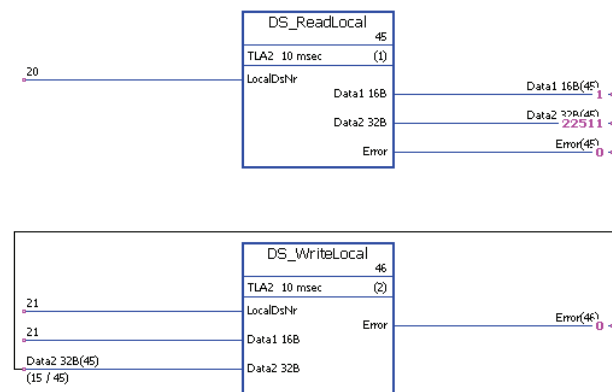 DS_ReadLocal
45
TLA2 10 msec (1)
20
LocalDsNr
Data1 16B
Data1 16B(45)
1
Data2 32B
Data2 32B(45)
22511
Error
Error(45)
0
DS_WriteLocal
46
TLA2 10 msec (2)
21
LocalDsNr
Error
Error(46)
0
21
Data1 16B
Data2 32B(45)
Data2 32B
(15 / 45)